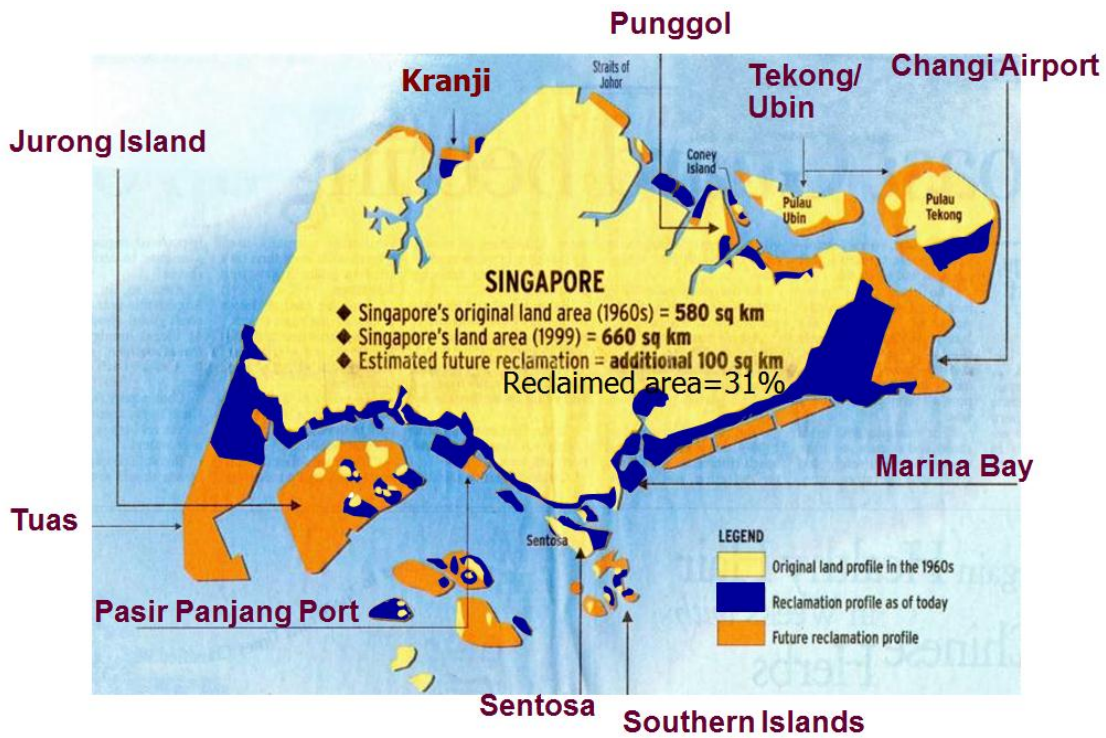 Punggol
Kranji
Straits of
Johor
Tekong/
Ubin
Changi Airport
Jurong Island
Coney
Island
Pulau
Ubin
Pulau
Tekong
SINGAPORE
◆ Singapore's original land area (1960s) = 580 sq km
◆ Singapore's land area (1999) = 660 sq km
◆ Estimated future reclamation = additional 100 sq km
Reclaimed area=31%
Marina Bay
Tuas
Sentosa
LEGEND
Original land profile in the 1960s
Reclamation profile as of today
Future reclamation profile
Pasir Panjang Port
Sentosa
Southern Islands